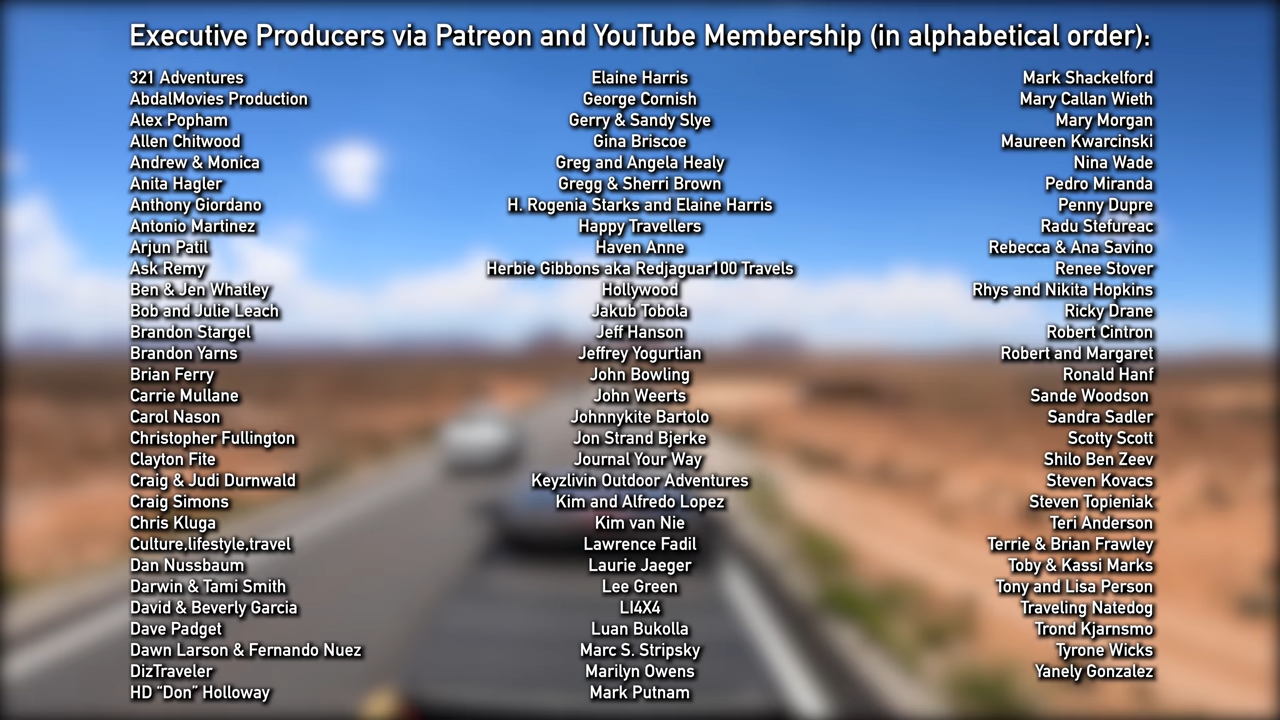 Executive Producers via Patreon and YouTube Membership (in alphabetical order):
321 Adventures
AbdalMovies Production
Alex Popham
Allen Chitwood
Andrew & Monica
Anita Hagler
Anthony Giordano
Antonio Martinez
Arjun Patil
Ask Remy
Ben & Jen Whatley
Bob and Julie Leach
Brandon Stargel
Brandon Yarns
Brian Ferry
Carrie Mullane
Carol Nason
Christopher Fullington
Clayton Fite
Craig & Judi Durnwald
Craig Simons
Chris Kluga
Culture,lifestyle,travel
Dan Nussbaum
Darwin & Tami Smith
David & Beverly Garcia
Dave Padget
Dawn Larson & Fernando Nuez
DizTraveler
HD “Don” Holloway
Elaine Harris
George Cornish
Gerry & Sandy Slye
Gina Briscoe
Greg and Angela Healy
Gregg & Sherri Brown
H. Rogenia Starks and Elaine Harris
Happy Travellers
Haven Anne
Herbie Gibbons aka Redjaguar100 Travels
Hollywood
Jakub Tobola
Jeff Hanson
Jeffrey Yogurtian
John Bowling
John Weerts
Johnnykite Bartolo
Jon Strand Bjerke
Journal Your Way
Keyzlivin Outdoor Adventures
Kim and Alfredo Lopez
Kim van Nie
Lawrence Fadil
Laurie Jaeger
Lee Green
LI4X4
Luan Bukolla
Marc S. Stripsky
Marilyn Owens
Mark Putnam
Mark Shackelford
Mary Callan Wieth
Mary Morgan
Maureen Kwarcinski
Nina Wade
Pedro Miranda
Penny Dupre
Radu Stefureac
Rebecca & Ana Savino
Renee Stover
Rhys and Nikita Hopkins
Ricky Drane
Robert Cintron
Robert and Margaret
Ronald Hanf
Sande Woodson
Sandra Sadler
Scotty Scott
Shilo Ben Zeev
Steven Kovacs
Steven Topieniak
Teri Anderson
Terrie & Brian Frawley
Toby & Kassi Marks
Tony and Lisa Person
Traveling Natedog
Trond Kjarnsmo
Tyrone Wicks
Yanely Gonzalez